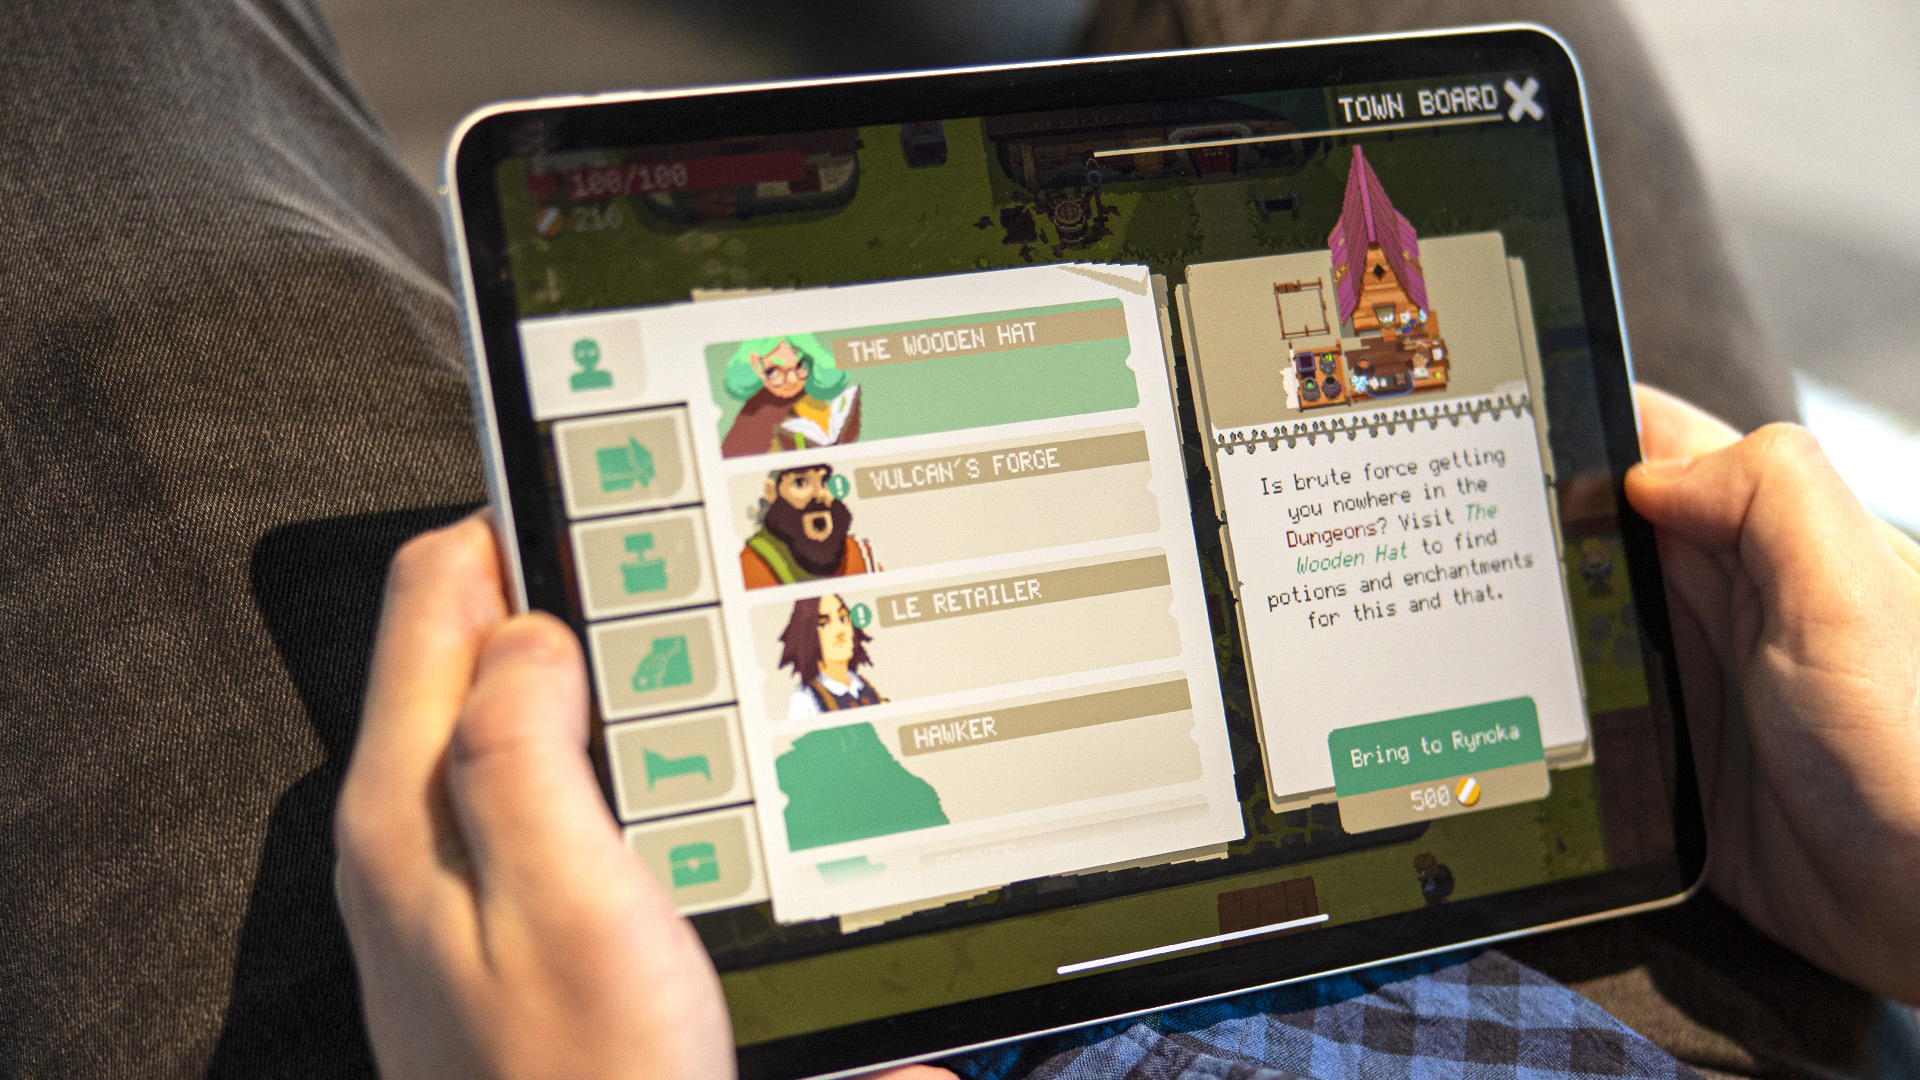 TOWN BOARD
100/100
216
THE WOODEN HAT
VULCAN'S FORGE
LE RETAILER
HAWKER
Is brute force getting
you nowhere in the
Dungeons? Visit The
Wooden Hat to find
potions and enchantments
for this and that.
Bring to Rynoka
500